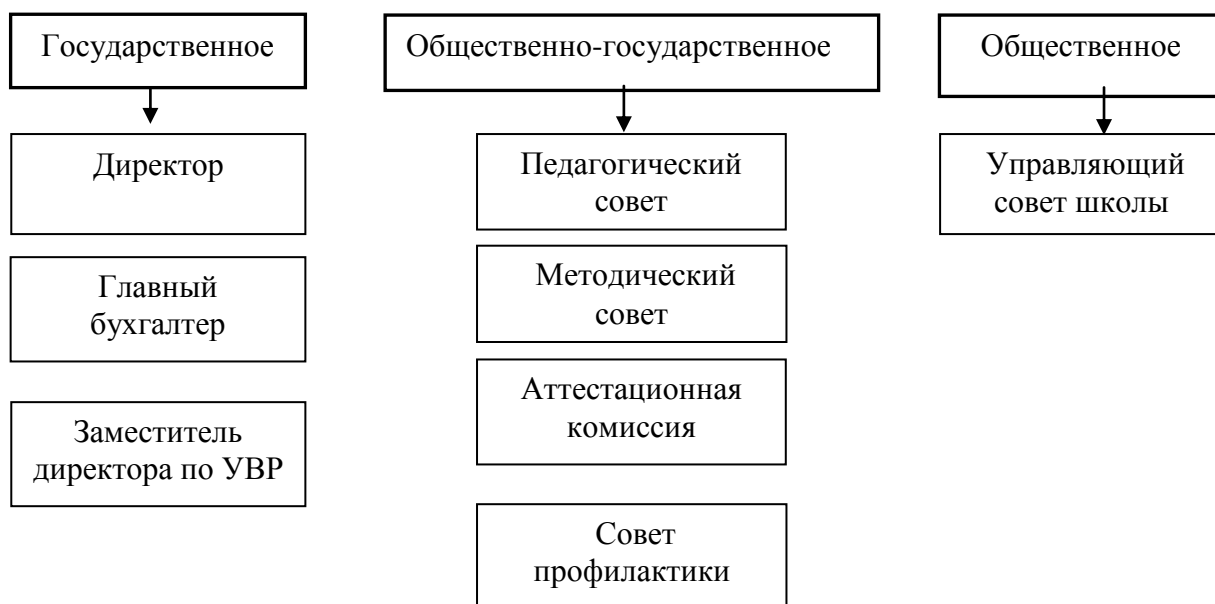 Государственное
Общественно-государственное
Общественное
Директор
Главный
бухгалтер
Заместитель
директора по УВР
Педагогический
совет
Методический
совет
Аттестационная
комиссия
Совет
профилактики
Управляющий
совет школы